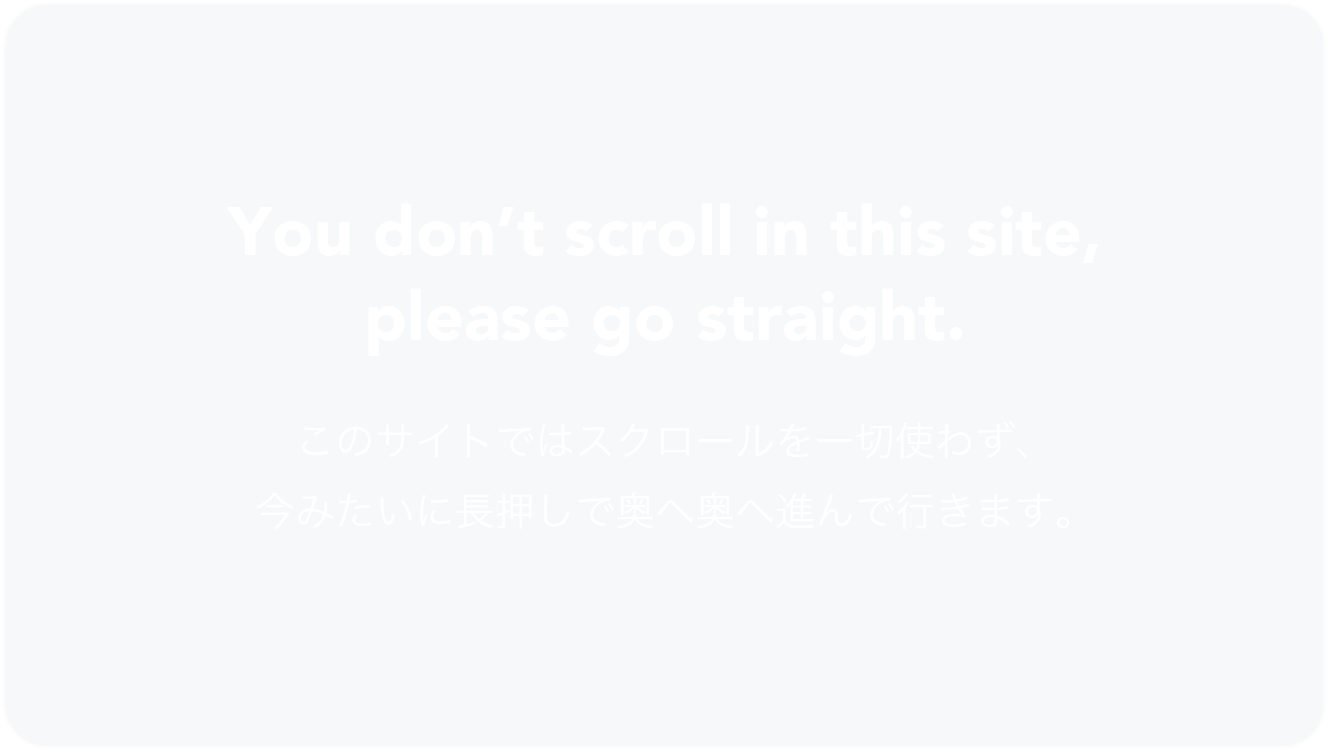 You don’t scroll in this site,
please go straight.
このサイトではスクロールを一切使わず、
今みたいに長押しで奥へ奥へ進んで行きます。